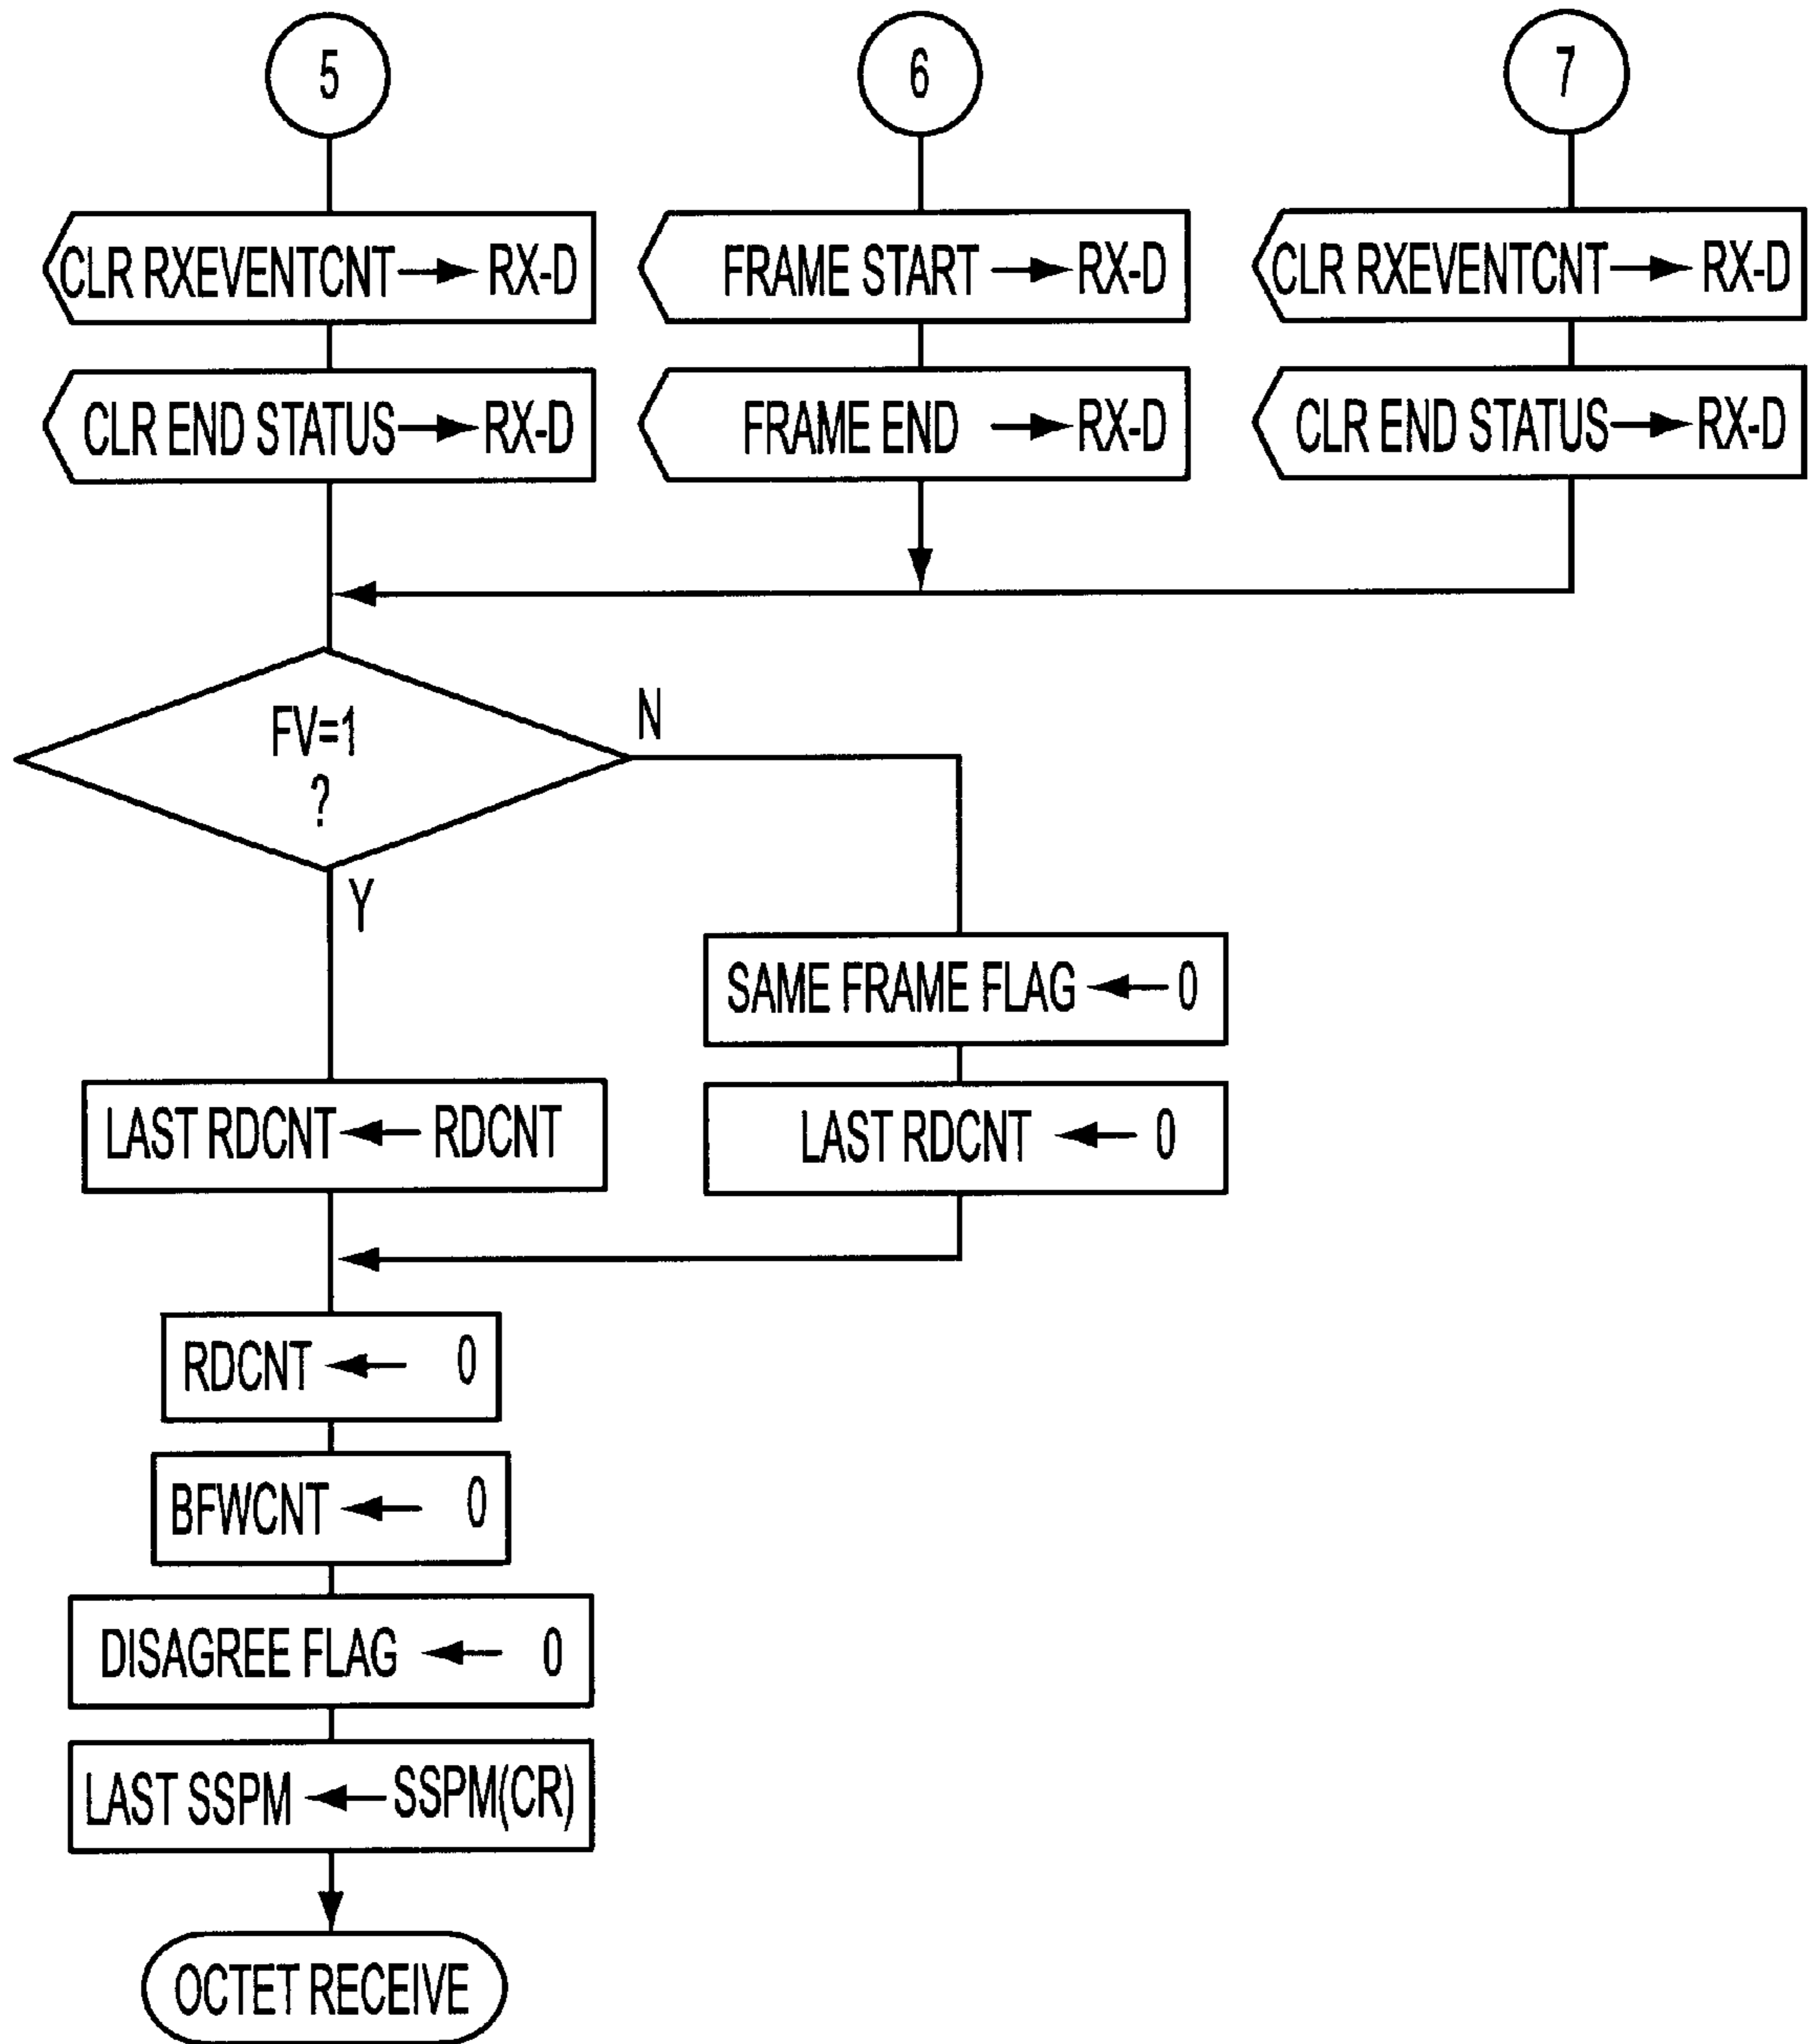 5
6
7
CLR RXEVENTCNT → RX-D
FRAME START → RX-D
CLR RXEVENTCNT → RX-D
CLR END STATUS → RX-D
FRAME END → RX-D
CLR END STATUS → RX-D
FV=1
?
N
Y
SAME FRAME FLAG ← 0
LAST RDCNT ← RDCNT
LAST RDCNT ← 0
RDCNT ← 0
BFWCNT ← 0
DISAGREE FLAG ← 0
LAST SSPM ← SSPM(CR)
OCTET RECEIVE